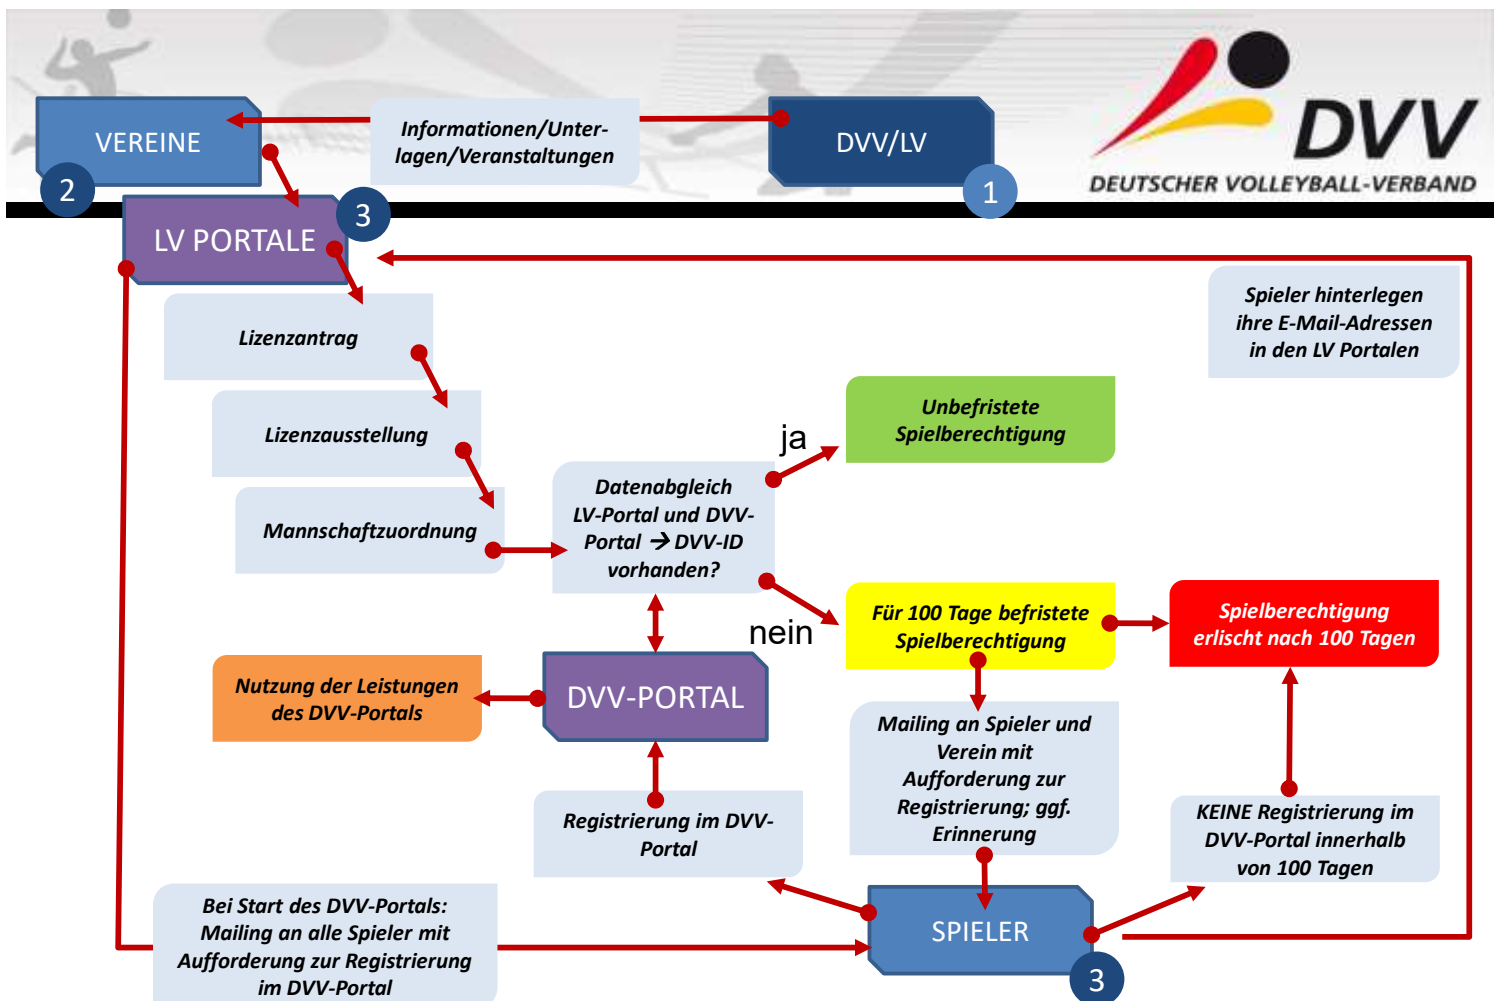 VEREINE
2
Informationen/Unter-
lagen/Veranstaltungen
DVV/LV
1
DVV
DEUTSCHER VOLLEYBALL-VERBAND
LV PORTALE
3
Spieler hinterlegen
ihre E-Mail-Adressen
in den LV Portalen
Lizenzantrag
Lizenzausstellung
Mannschaftzuordnung
Datenabgleich
LV-Portal und DVV-
Portal → DVV-ID
vorhanden?
ja
Unbefristete
Spielberechtigung
nein
Für 100 Tage befristete
Spielberechtigung
Spielberechtigung
erlischt nach 100 Tagen
Nutzung der Leistungen
des DVV-Portals
DVV-PORTAL
Mailing an Spieler und
Verein mit
Aufforderung zur
Registrierung; ggf.
Erinnerung
Registrierung im DVV-
Portal
KEINE Registrierung im
DVV-Portal innerhalb
von 100 Tagen
Bei Start des DVV-Portals:
Mailing an alle Spieler mit
Aufforderung zur Registrierung
im DVV-Portal
SPIELER
3